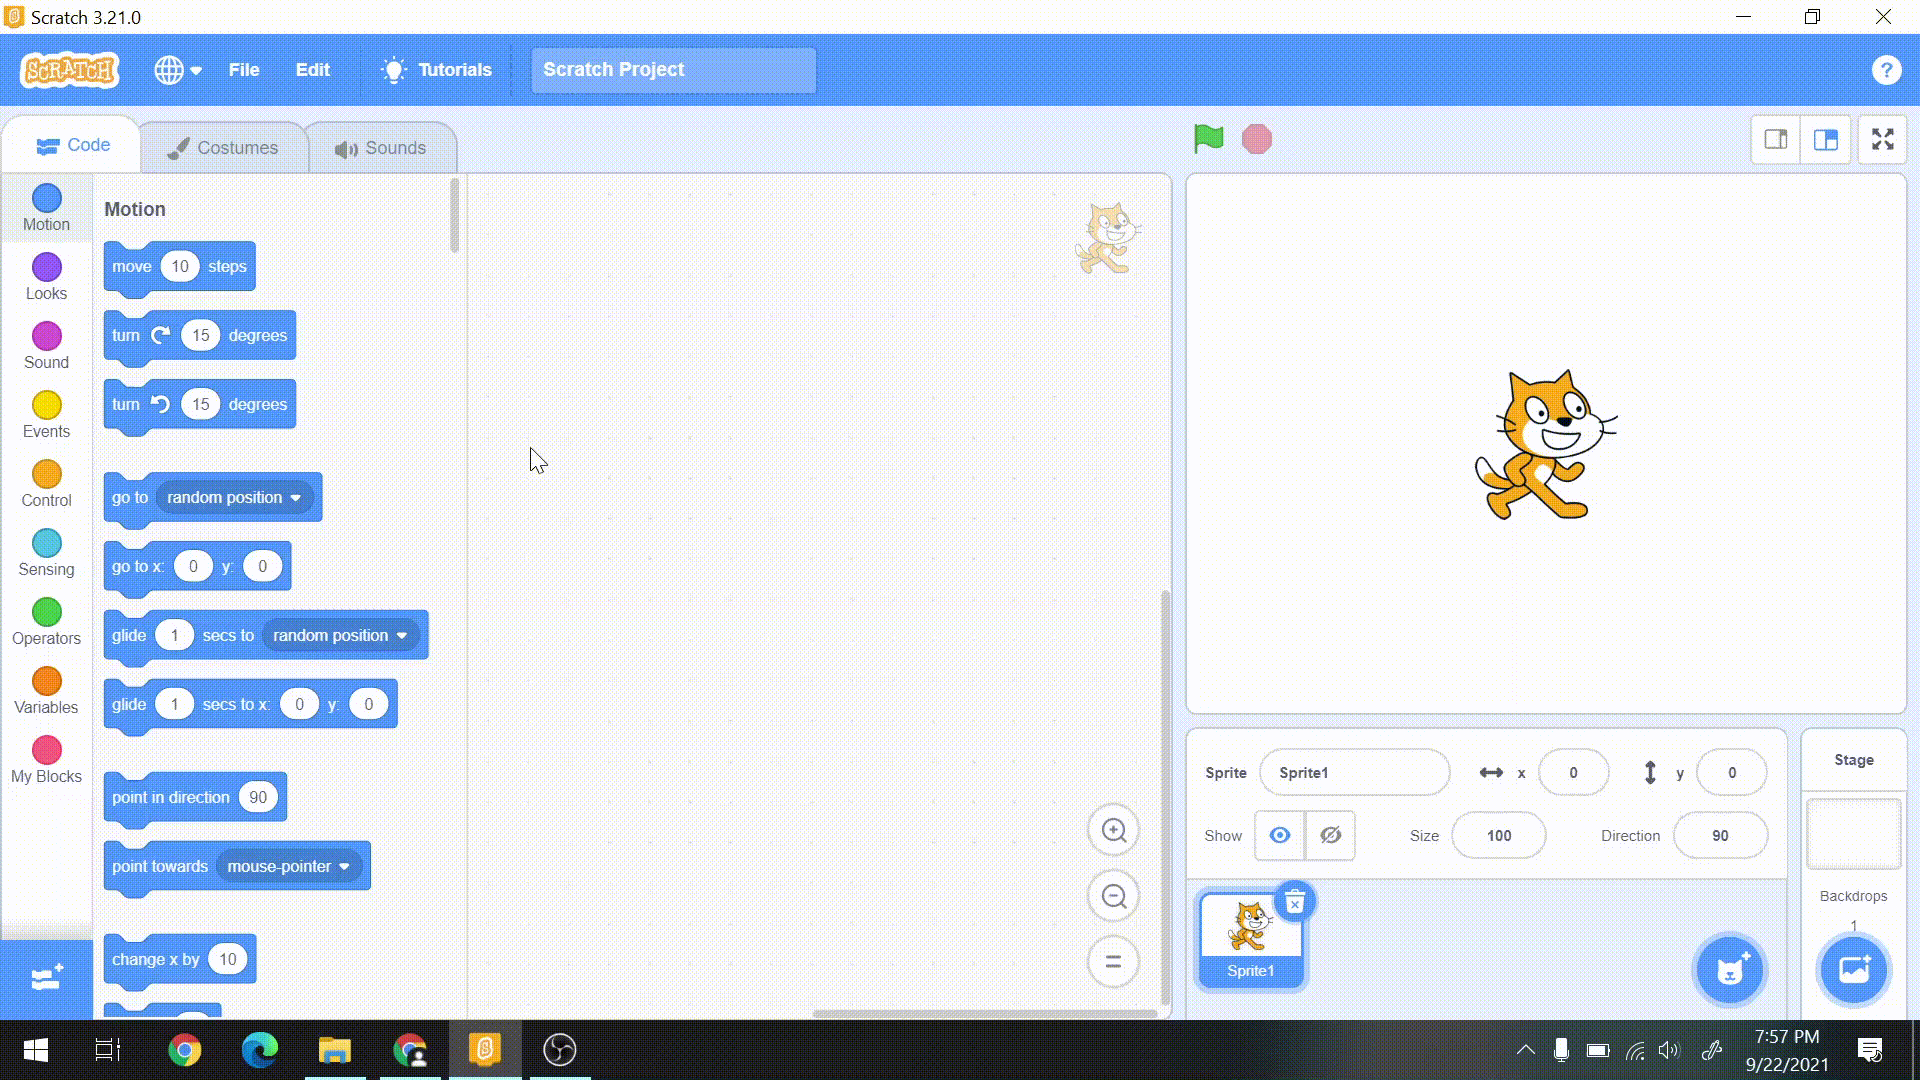 Scratch 3.21.0
SCRATCH
File
Edit
Tutorials
Scratch Project
?
Code
Costumes
Sounds
Motion
Looks
Sound
Events
Control
Sensing
Operators
Variables
My Blocks
Motion
move 10 steps
turn 15 degrees
turn 15 degrees
go to random position
go to x: 0 y: 0
glide 1 secs to random position
glide 1 secs to x: 0 y: 0
point in direction 90
point towards mouse-pointer
change x by 10
Sprite Sprite1 x 0 y 0
Show Size 100 Direction 90
Sprite1
Stage
Backdrops
1
7:57 PM
9/22/2021